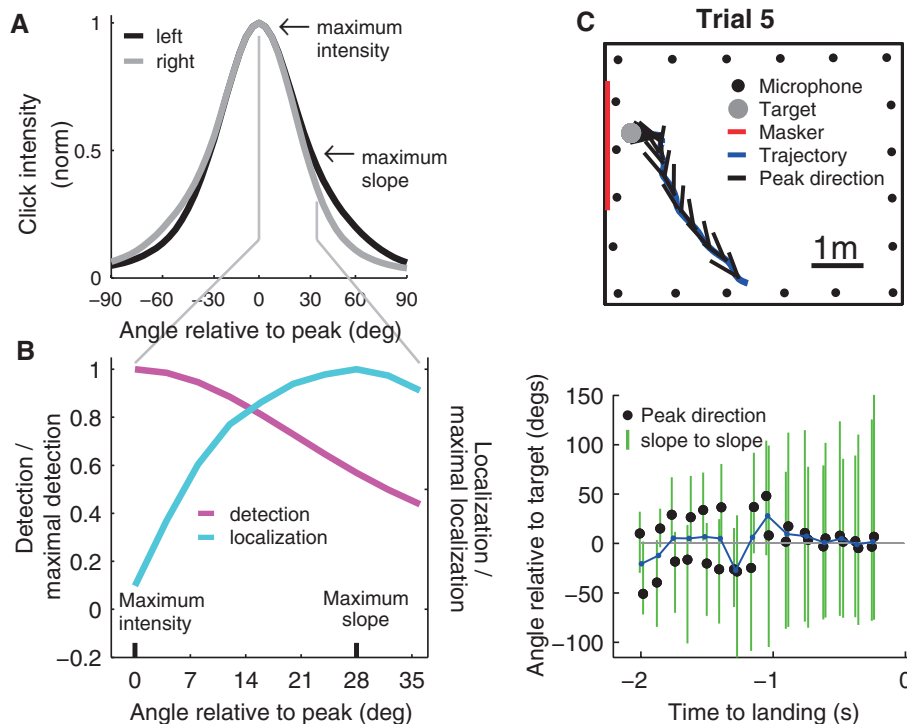 A
left
right
maximum
intensity
maximum
slope
Click intensity
(norm)
1
0.5
0
−90
−60
−30
0
30
60
90
Angle relative to peak (deg)
B
Detection /
maximal detection
Localization /
maximal localization
1
0.8
0.6
0.4
0.2
0
−0.2
detection
localization
Maximum
intensity
Maximum
slope
0
7
14
21
28
35
Angle relative to peak (deg)
C
Trial 5
Microphone
Target
Masker
Trajectory
Peak direction
1m
Angle relative to target (degs)
150
100
50
0
−50
−100
Peak direction
slope to slope
−2
−1
0
Time to landing (s)